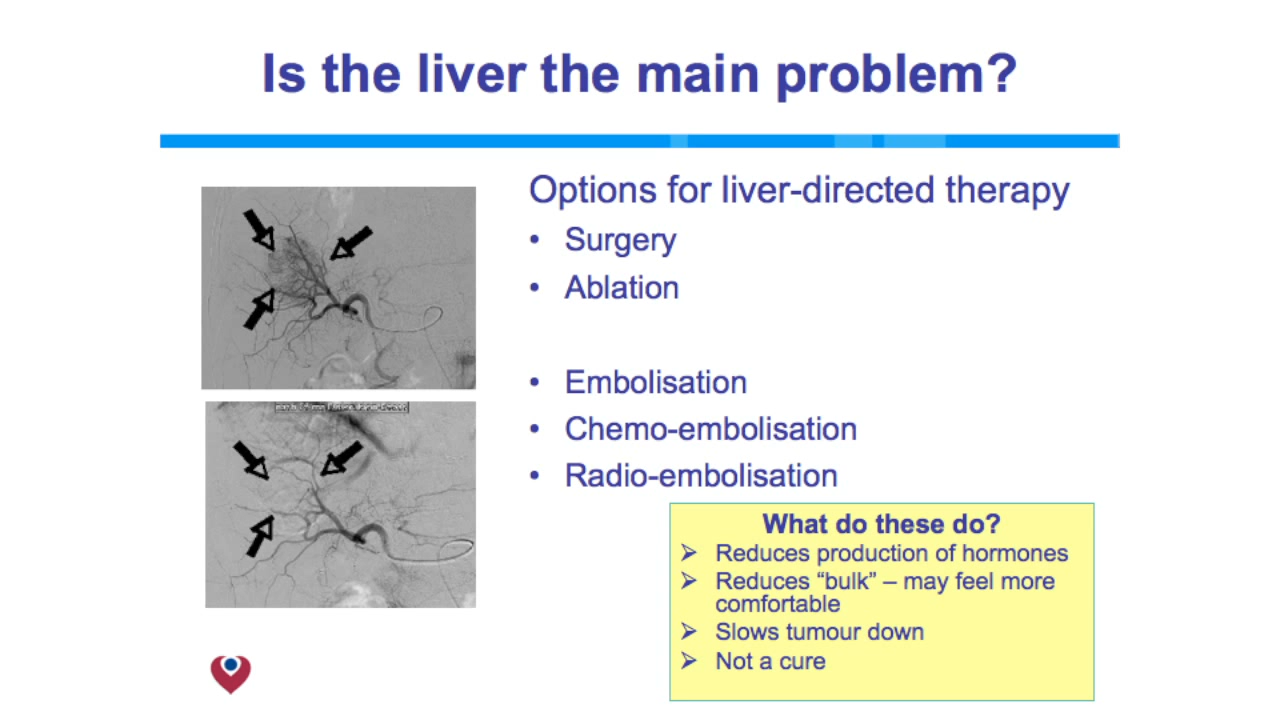 Is the liver the main problem?
Options for liver-directed therapy
• Surgery
• Ablation
• Embolisation
• Chemo-embolisation
• Radio-embolisation
What do these do?
➢ Reduces production of hormones
➢ Reduces “bulk” – may feel more
comfortable
➢ Slows tumour down
➢ Not a cure